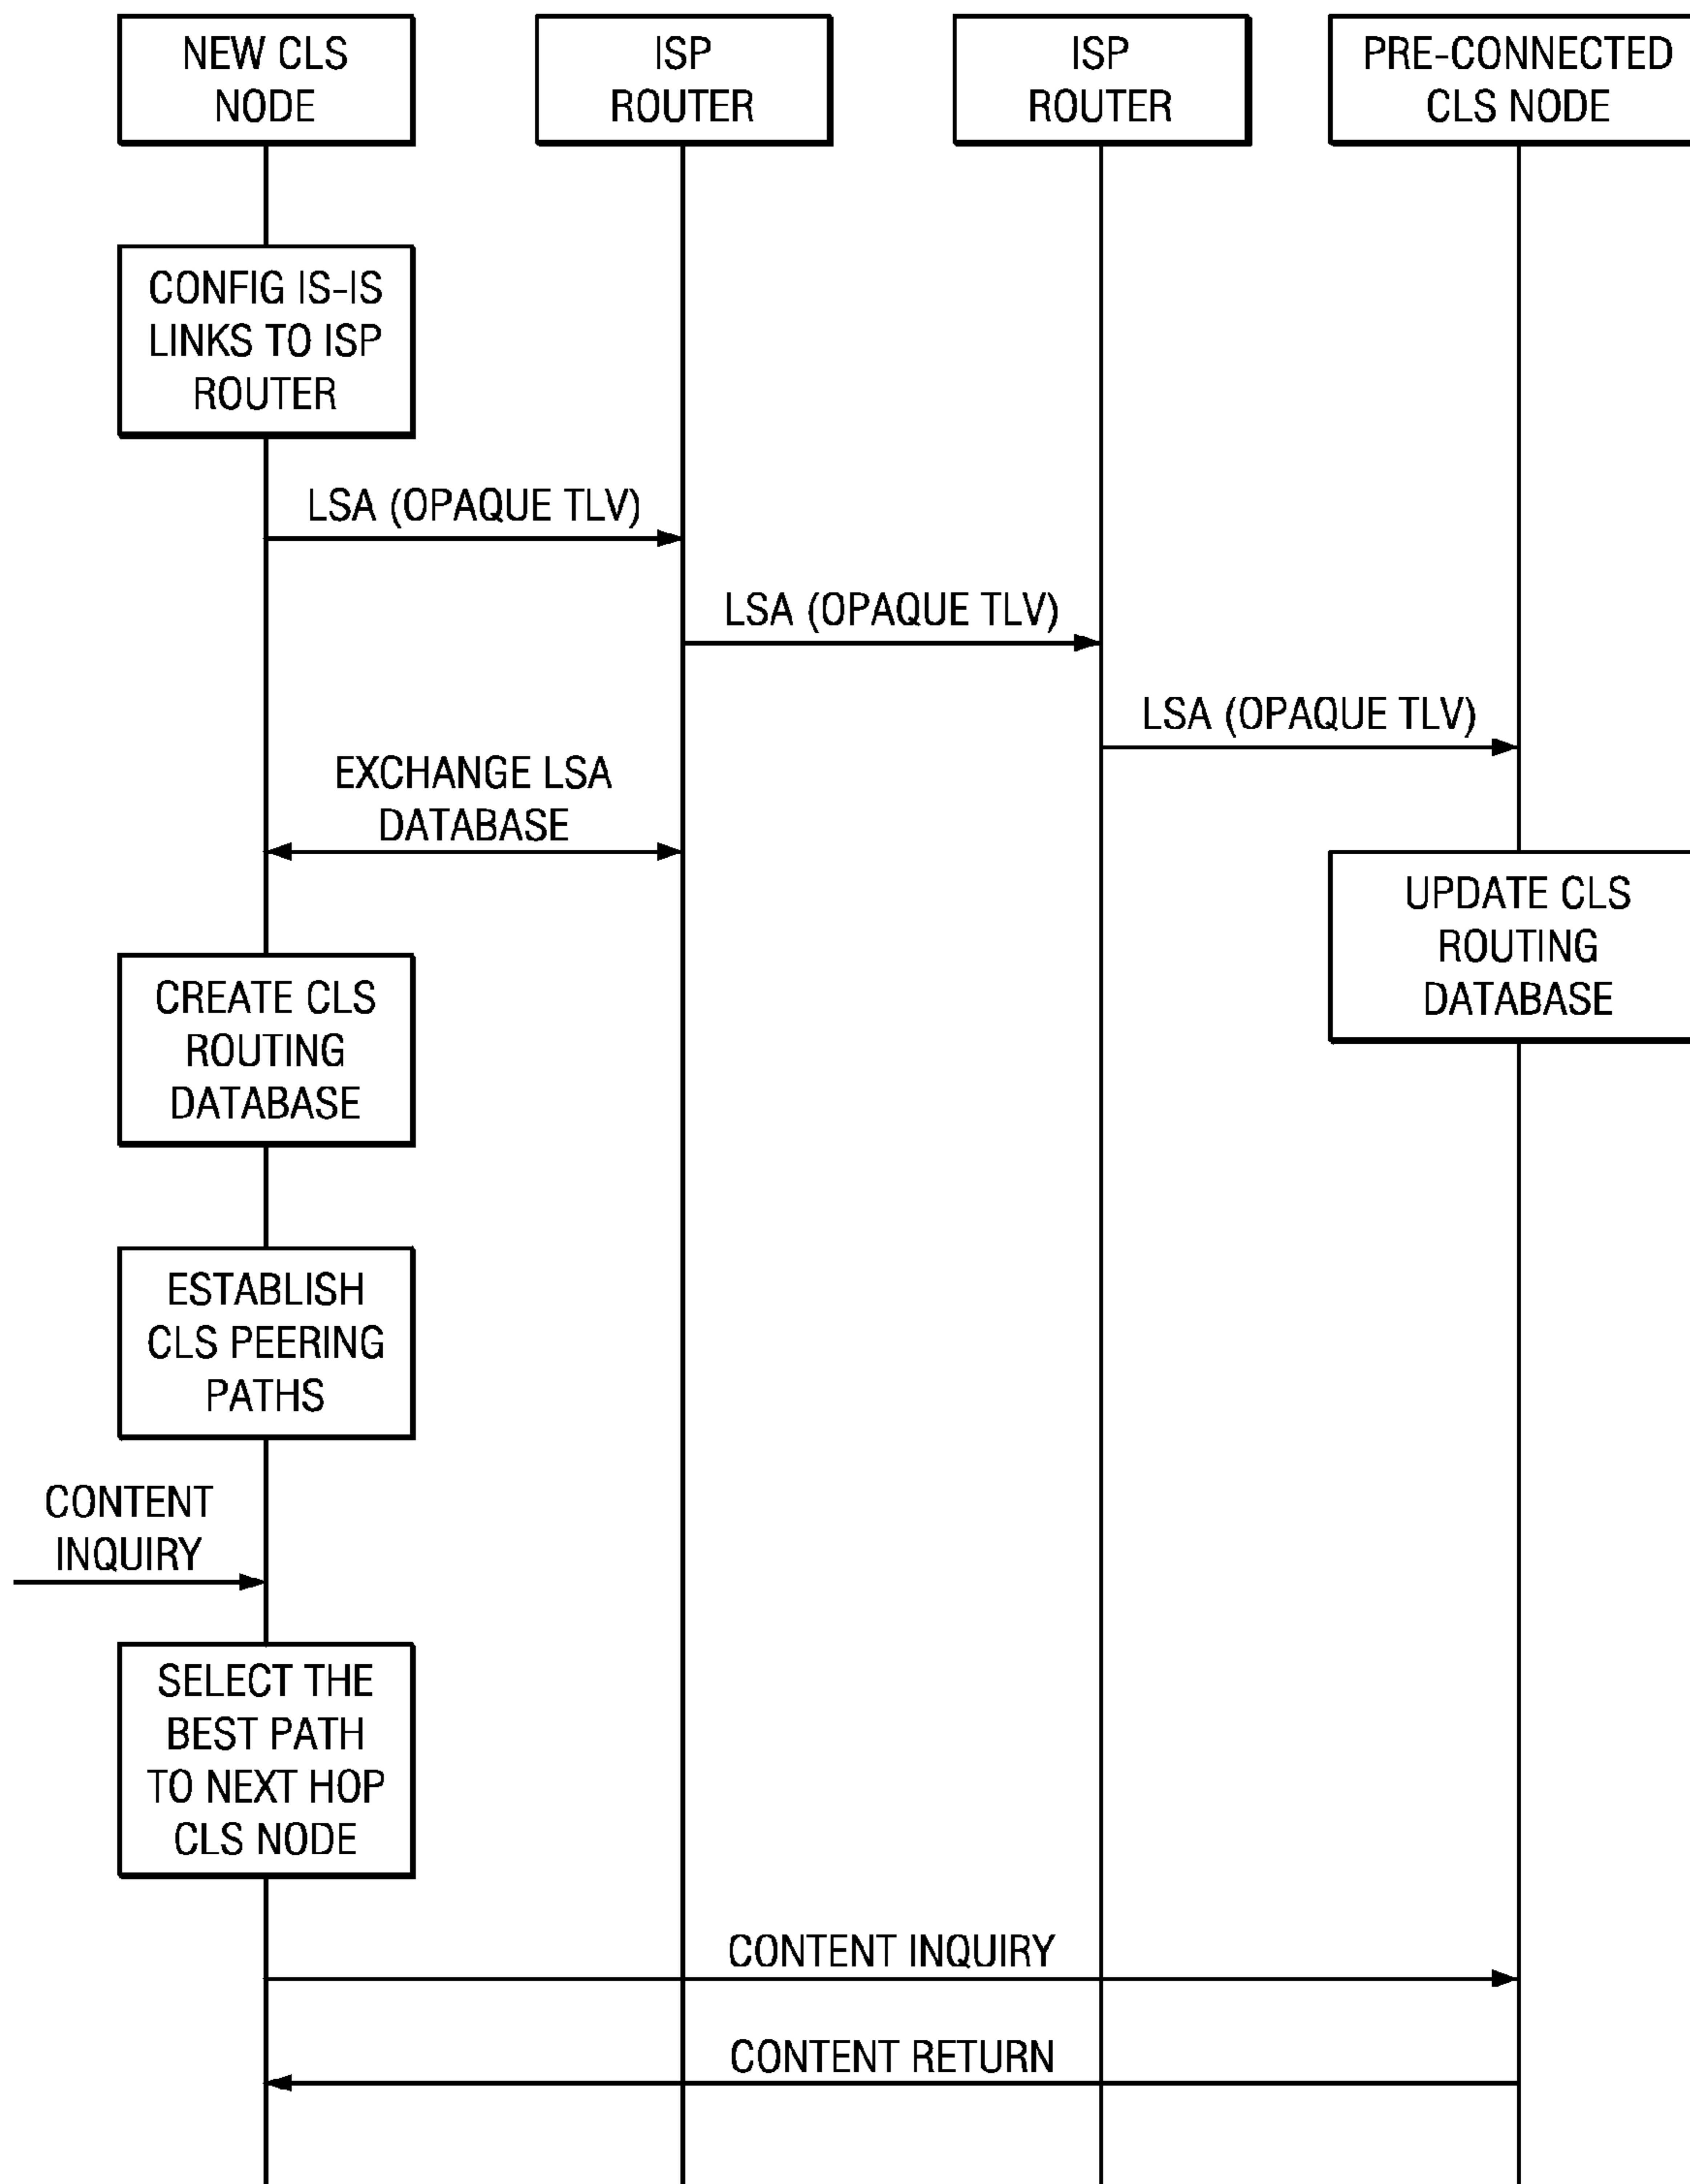 NEW CLS
NODE
ISP
ROUTER
ISP
ROUTER
PRE-CONNECTED
CLS NODE
CONFIG IS-IS
LINKS TO ISP
ROUTER
LSA (OPAQUE TLV)
LSA (OPAQUE TLV)
LSA (OPAQUE TLV)
EXCHANGE LSA
DATABASE
UPDATE CLS
ROUTING
DATABASE
CREATE CLS
ROUTING
DATABASE
ESTABLISH
CLS PEERING
PATHS
CONTENT
INQUIRY
SELECT THE
BEST PATH
TO NEXT HOP
CLS NODE
CONTENT INQUIRY
CONTENT RETURN